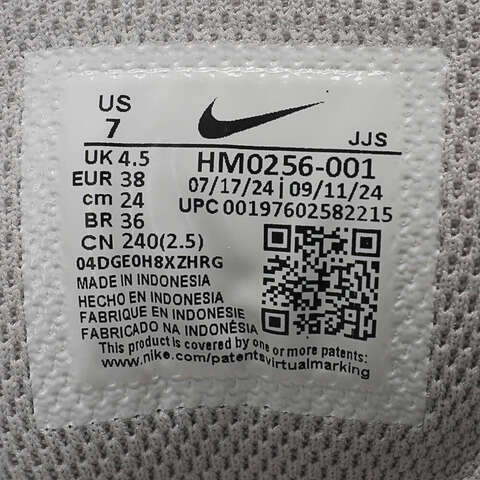 US
7
JJS
UK 4.5
EUR 38
cm 24
BR 36
CN 240(2.5)
HM0256-001
07/17/24 | 09/11/24
UPC 00197602582215
04DGE0H8XZHRG
MADE IN INDONESIA
HECHO EN INDONESIA
FABRIQUE EN INDONESIE
FABRICADO NA INDONÉSIA
This product is covered by one or more patents:
www.nike.com/patentsvirtualmarking